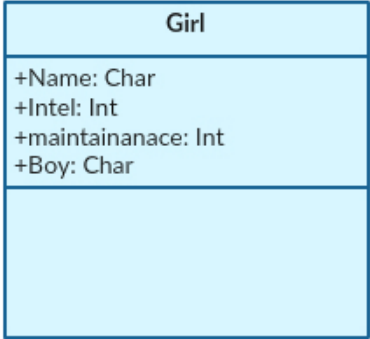 Girl
+Name: Char
+Intel: Int
+maintainanace: Int
+Boy: Char